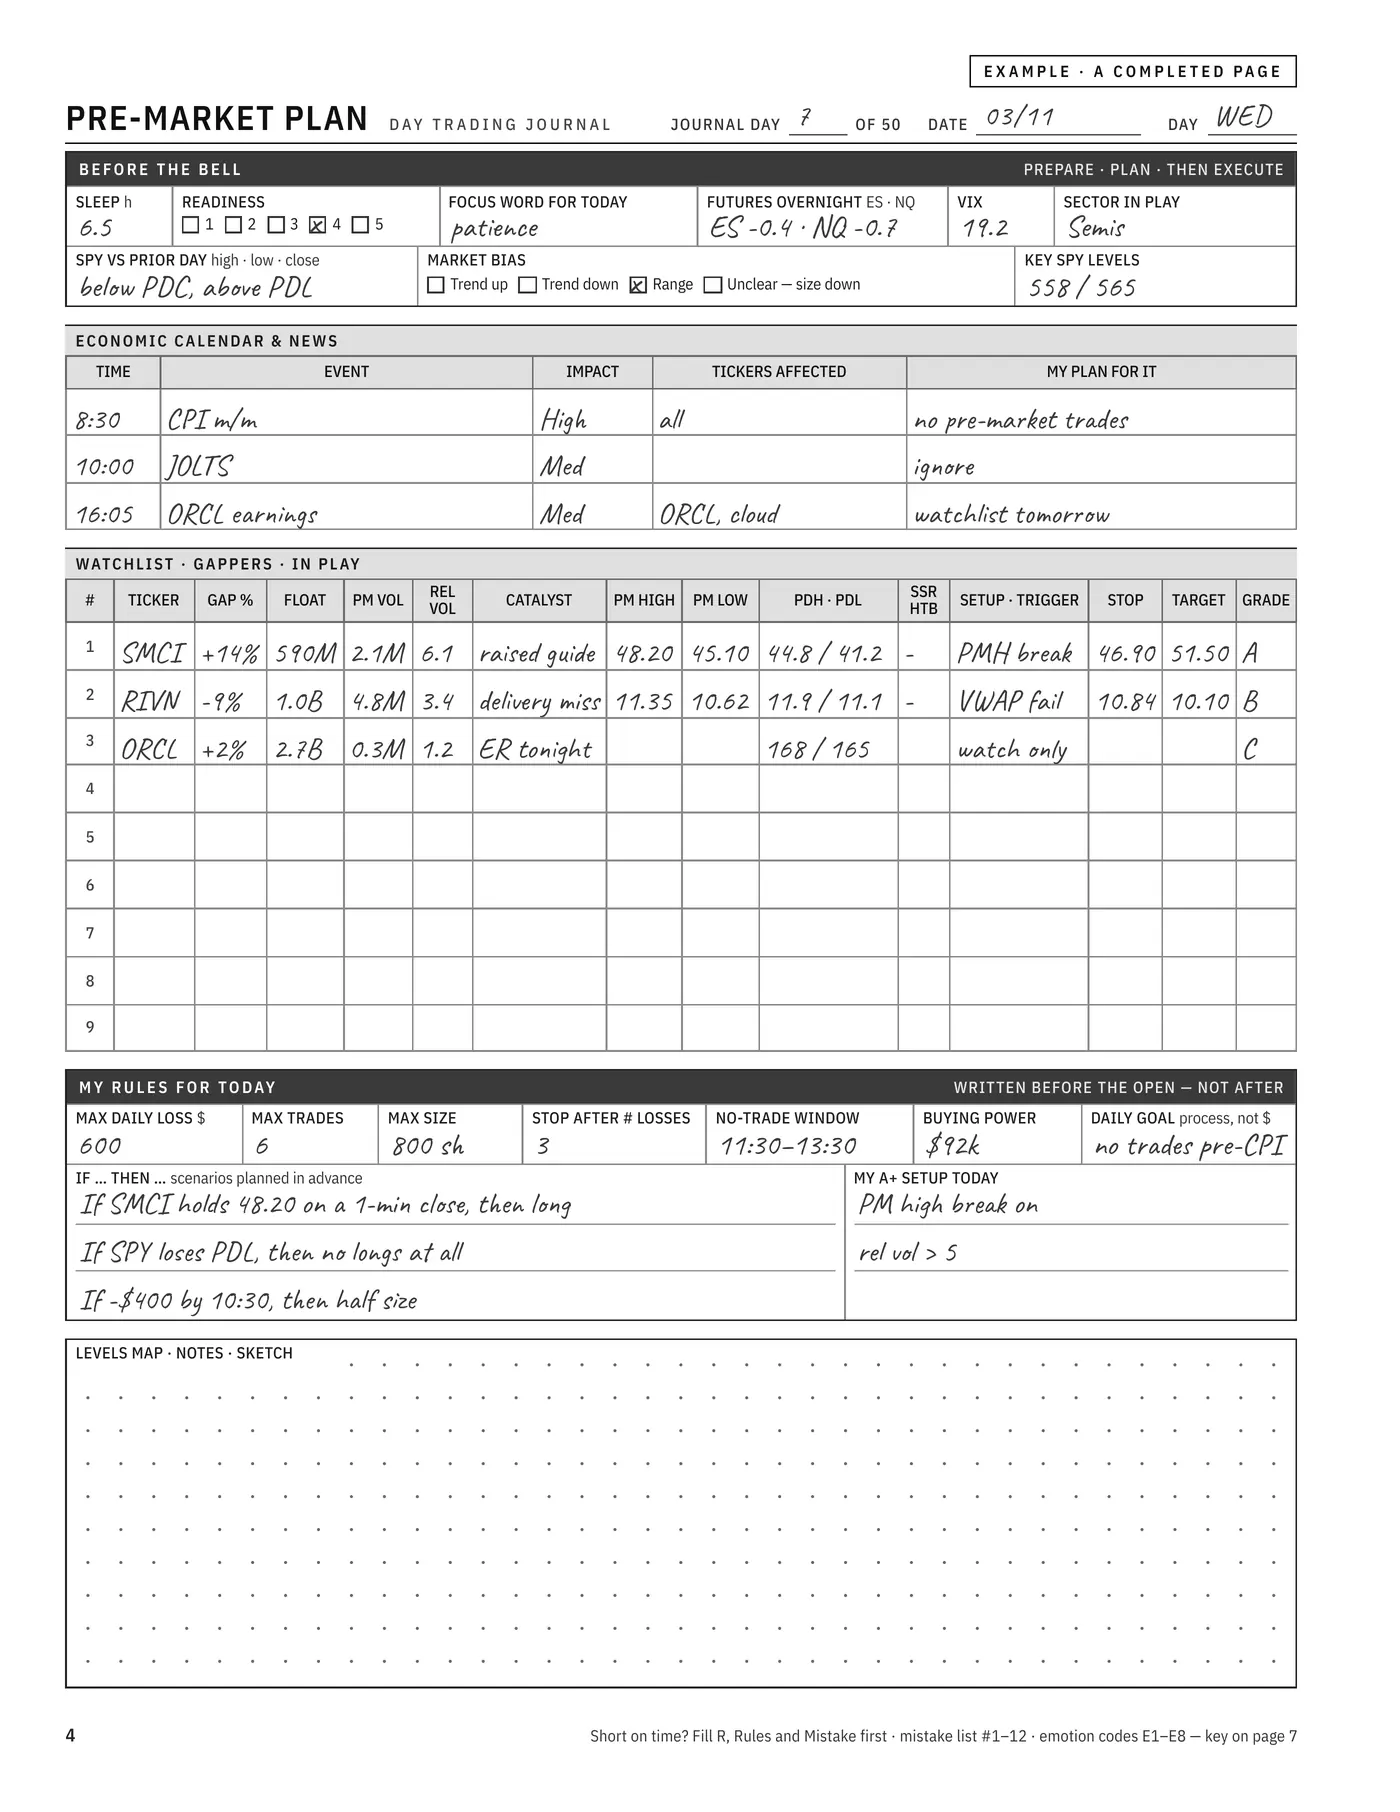 EXAMPLE · A COMPLETED PAGE
PRE-MARKET PLAN DAY TRADING JOURNAL JOURNAL DAY 7 OF 50 DATE 03/11 DAY WED
BEFORE THE BELL PREPARE · PLAN · THEN EXECUTE
SLEEP h READINESS FOCUS WORD FOR TODAY FUTURES OVERNIGHT ES · NQ VIX SECTOR IN PLAY
6.5 1 2 3 4 5 patience ES -0.4 · NQ -0.7 19.2 Semis
SPY VS PRIOR DAY high · low · close MARKET BIAS KEY SPY LEVELS
below PDC, above PDL Trend up Trend down Range Unclear — size down 558 / 565
ECONOMIC CALENDAR & NEWS
TIME EVENT IMPACT TICKERS AFFECTED MY PLAN FOR IT
8:30 CPI m/m High all no pre-market trades
10:00 JOLTS Med ignore
16:05 ORCL earnings Med ORCL, cloud watchlist tomorrow
WATCHLIST · GAPPERS · IN PLAY
# TICKER GAP % FLOAT PM VOL REL VOL CATALYST PM HIGH PM LOW PDH · PDL SSR HTB SETUP · TRIGGER STOP TARGET GRADE
1 SMCI +14% 590M 2.1M 6.1 raised guide 48.20 45.10 44.8 / 41.2 - PMH break 46.90 51.50 A
2 RIVN -9% 1.0B 4.8M 3.4 delivery miss 11.35 10.62 11.9 / 11.1 - VWAP fail 10.84 10.10 B
3 ORCL +2% 2.7B 0.3M 1.2 ER tonight 168 / 165 watch only C
4
5
6
7
8
9
MY RULES FOR TODAY WRITTEN BEFORE THE OPEN — NOT AFTER
MAX DAILY LOSS $ MAX TRADES MAX SIZE STOP AFTER # LOSSES NO-TRADE WINDOW BUYING POWER DAILY GOAL process, not $
600 6 800 sh 3 11:30–13:30 $92k no trades pre-CPI
IF ... THEN ... scenarios planned in advance MY A+ SETUP TODAY
If SMCI holds 48.20 on a 1-min close, then long PM high break on
If SPY loses PDL, then no longs at all rel vol > 5
If -$400 by 10:30, then half size
LEVELS MAP · NOTES · SKETCH
4 Short on time? Fill R, Rules and Mistake first · mistake list #1–12 · emotion codes E1–E8 — key on page 7